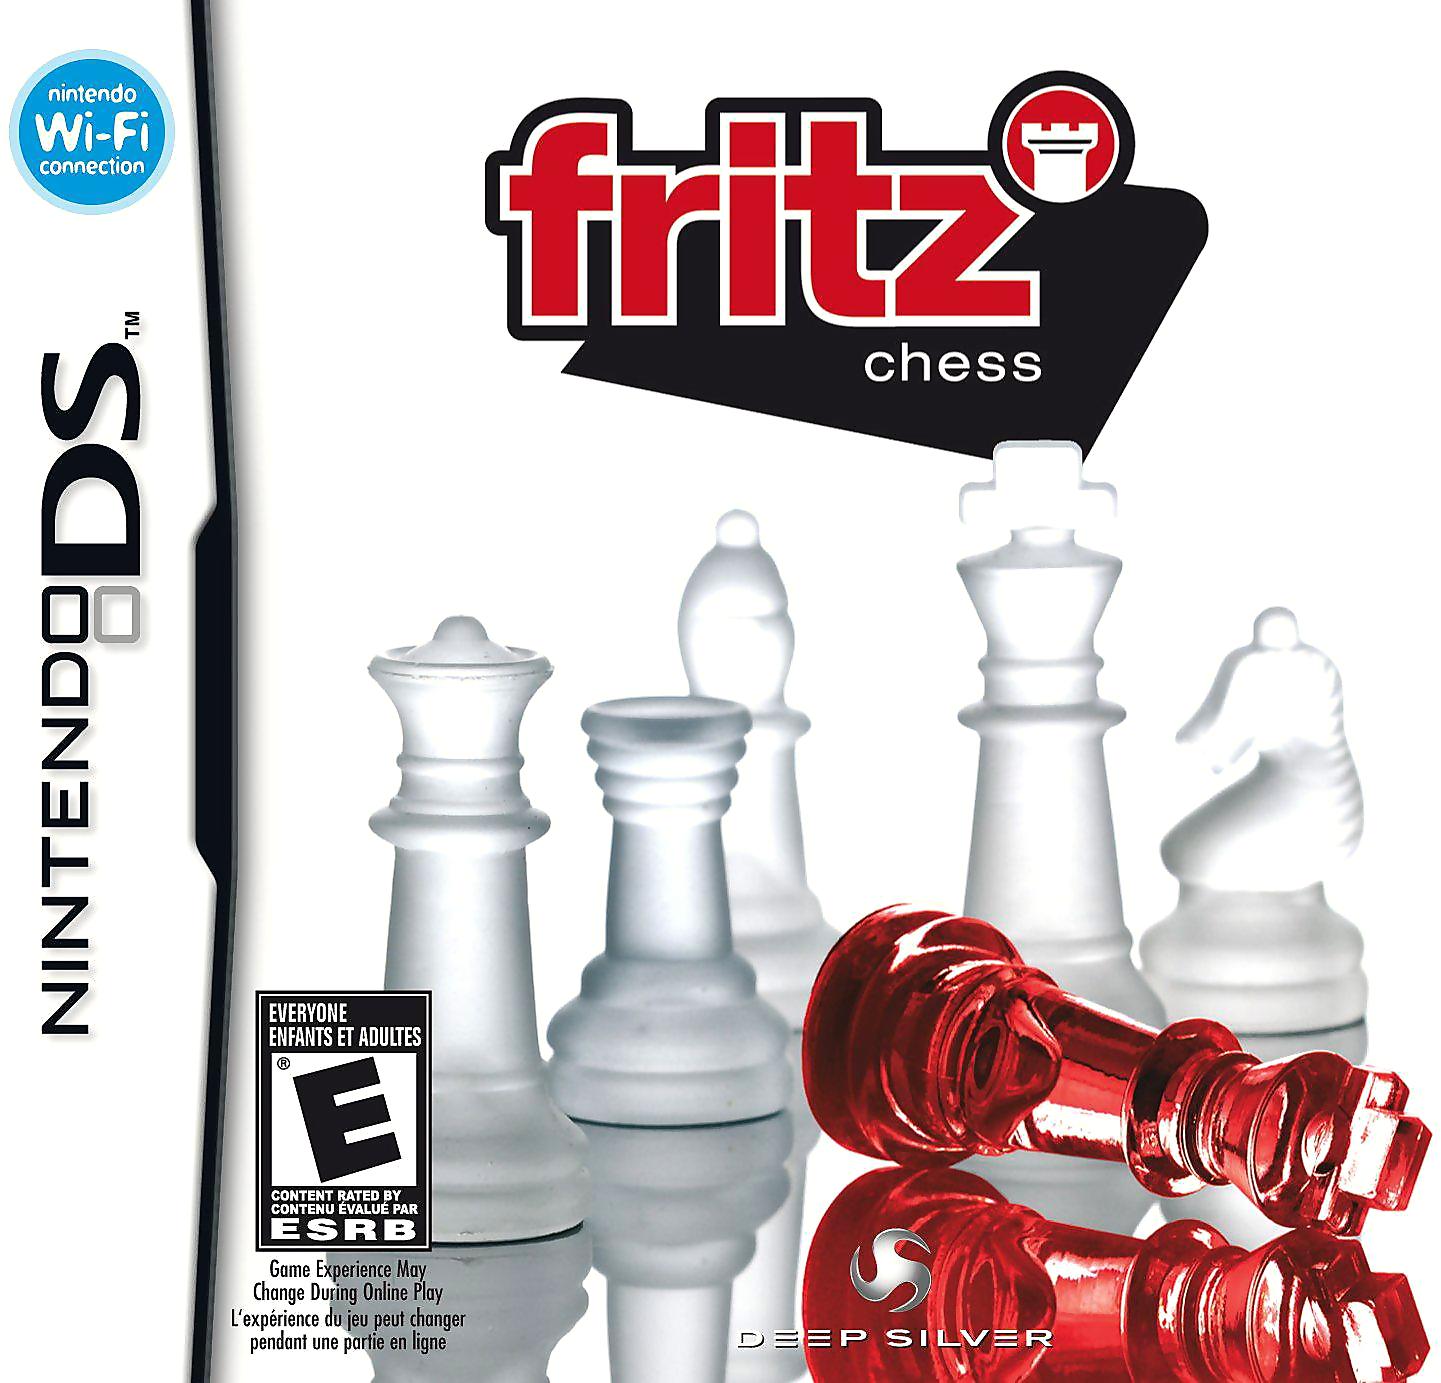 nintendo
Wi-Fi
connection
fritz
chess
NINTENDO DS™
EVERYONE
ENFANTS ET ADULTES
E
®
CONTENT RATED BY
CONTENU ÉVALUÉ PAR
ESRB
Game Experience May
Change During Online Play
L'expérience du jeu peut changer
pendant une partie en ligne
DEEP SILVER